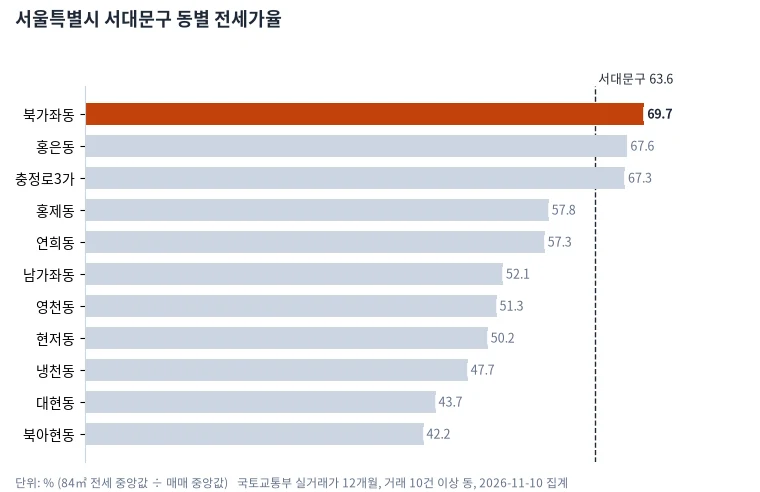 서울특별시 서대문구 동별 전세가율
서대문구 63.6
북가좌동 69.7
홍은동 67.6
충정로3가 67.3
홍제동 57.8
연희동 57.3
남가좌동 52.1
영천동 51.3
현저동 50.2
냉천동 47.7
대현동 43.7
북아현동 42.2
단위: % (84㎡ 전세 중앙값 ÷ 매매 중앙값) 국토교통부 실거래가 12개월, 거래 10건 이상 동, 2026-11-10 집계